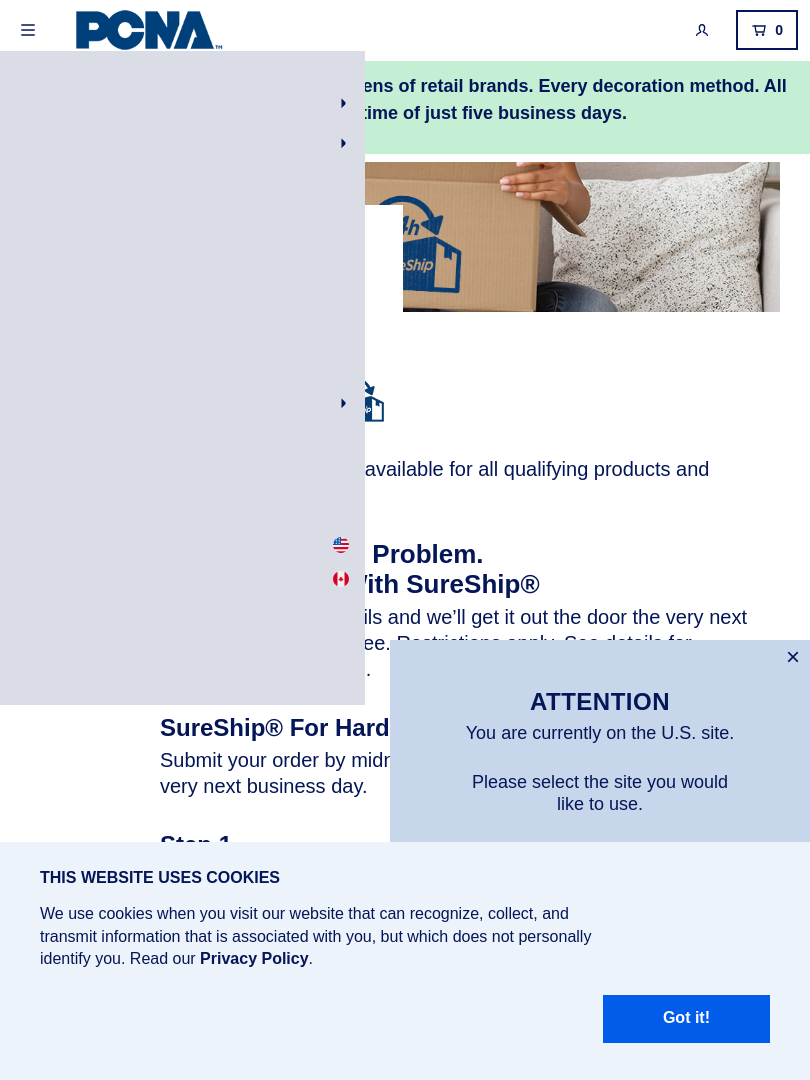 PCNA™
0
ens of retail brands. Every decoration method. All
time of just five business days.
available for all qualifying products and
Problem.
With SureShip®
ils and we’ll get it out the door the very next
ee. Restrictions apply. See details for
.
SureShip® For Hard
Submit your order by midn
very next business day.
Step 1
ATTENTION
You are currently on the U.S. site.
Please select the site you would
like to use.
THIS WEBSITE USES COOKIES
We use cookies when you visit our website that can recognize, collect, and
transmit information that is associated with you, but which does not personally
identify you. Read our Privacy Policy.
Got it!